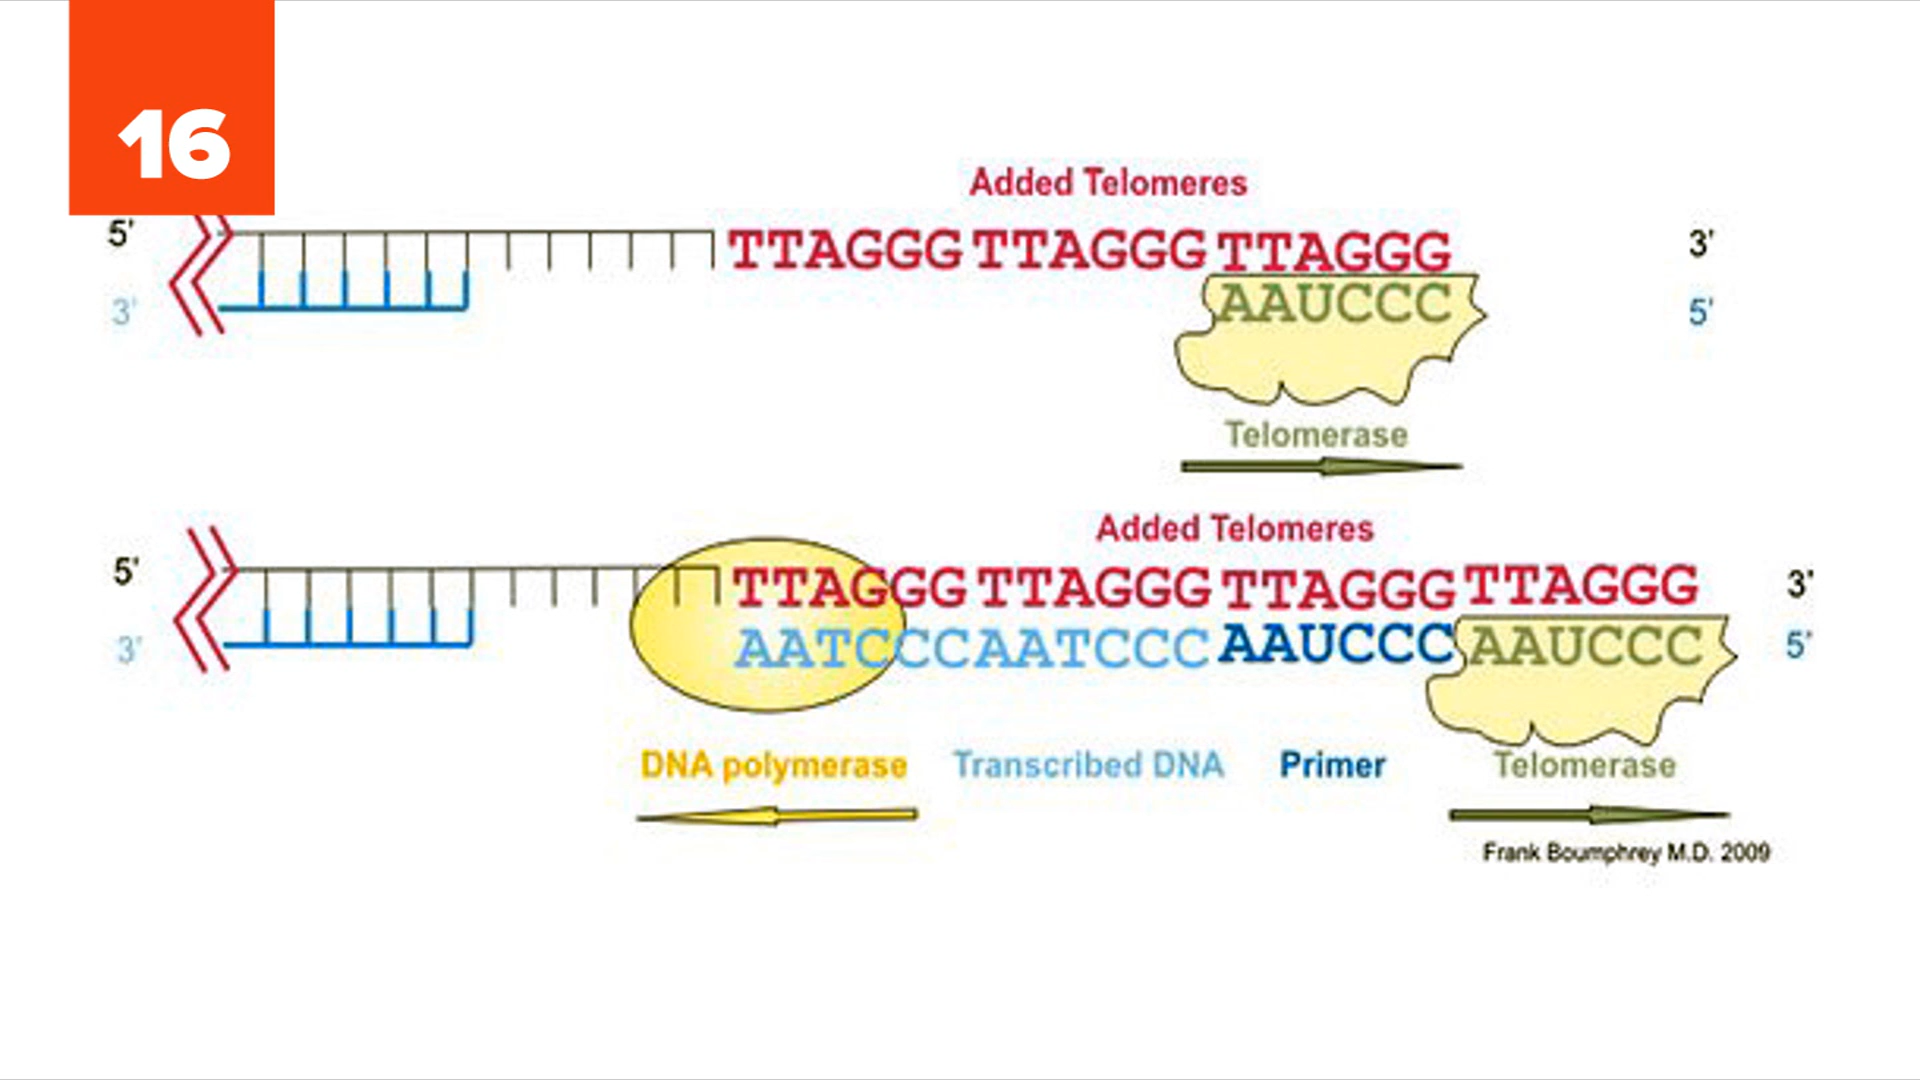 16
Added Telomeres
5' TTAGGG TTAGGG TTAGGG 3'
3' AAUCCC 5'
Telomerase
Added Telomeres
5' TTAGGG TTAGGG TTAGGG TTAGGG 3'
3' AATCCCAATCCC AAUCCC AAUCCC 5'
DNA polymerase Transcribed DNA Primer Telomerase
Frank Boumphrey M.D. 2009